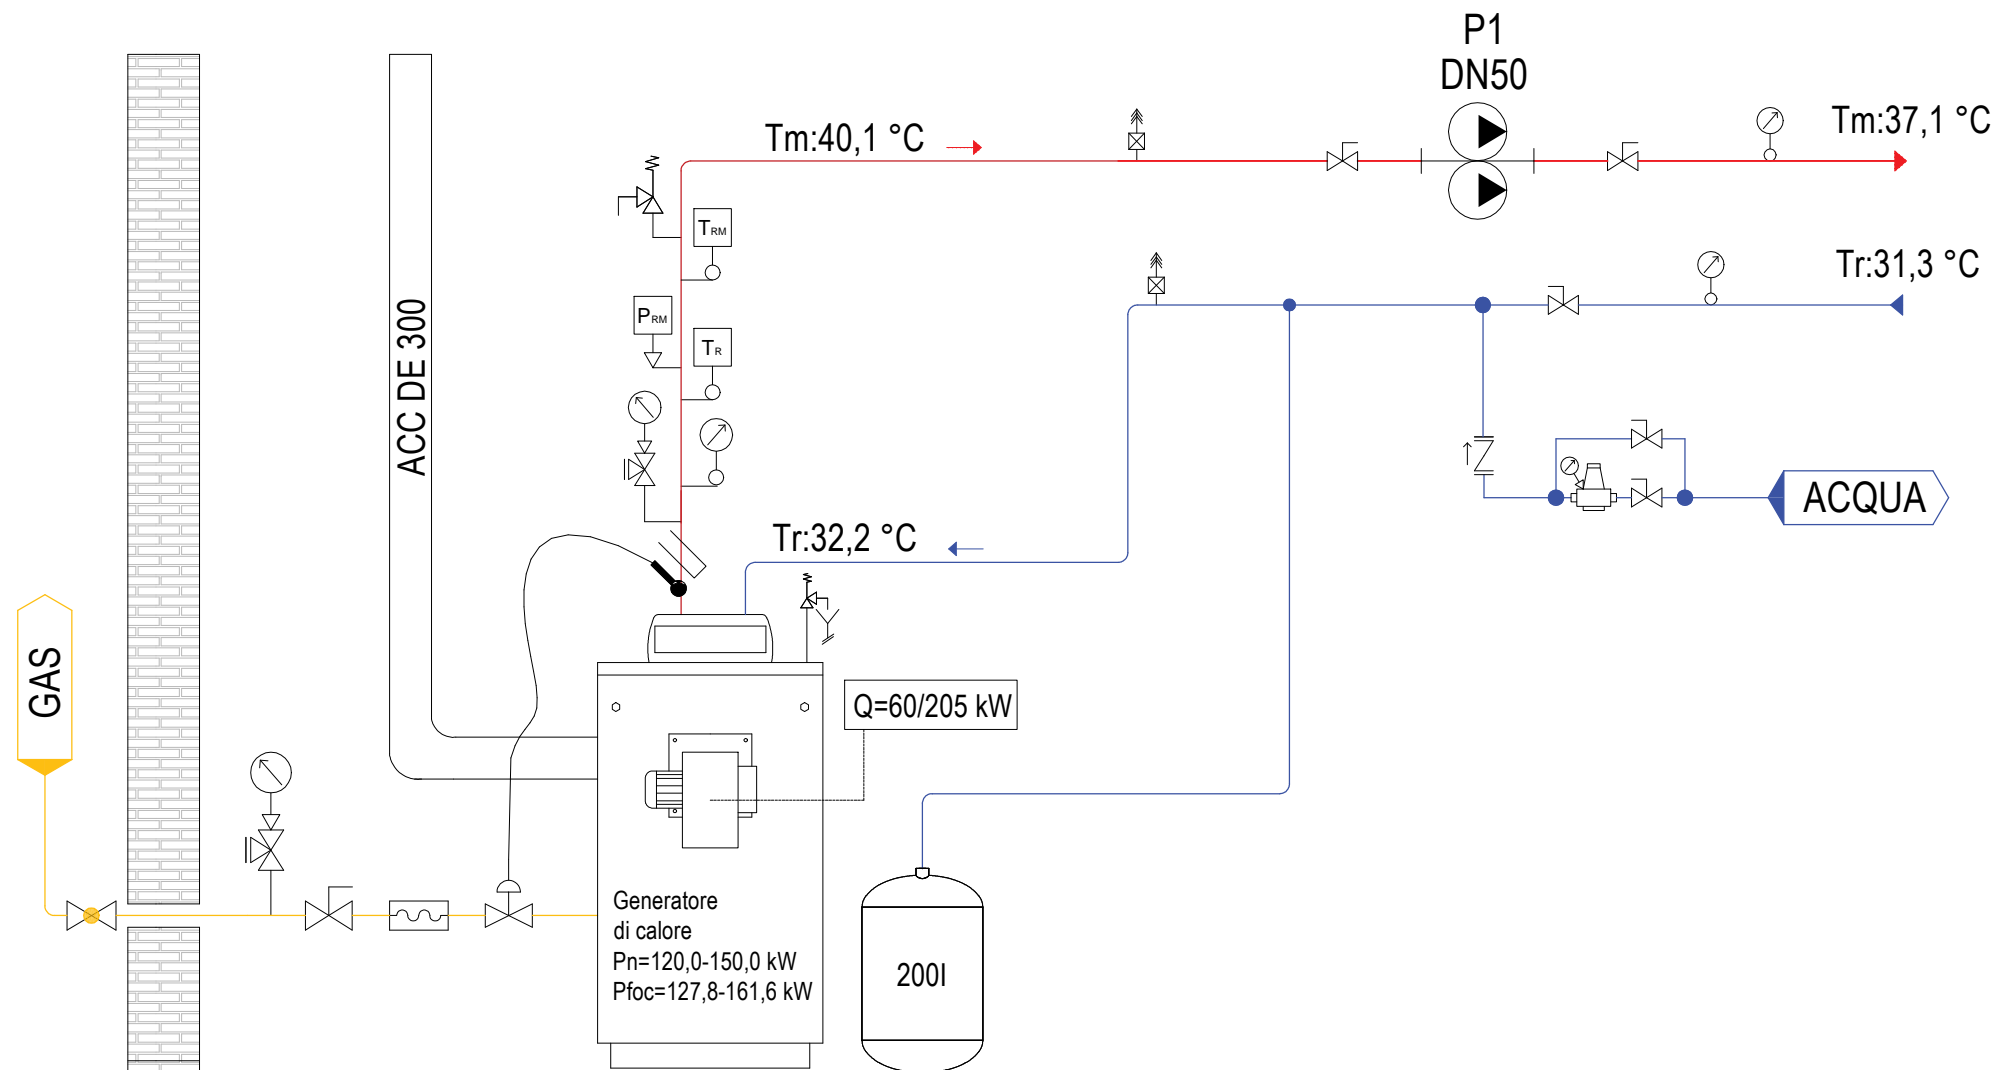 P1
DN50
Tm:40,1 °C
Tm:37,1 °C
TRM
Tr:31,3 °C
PRM
TR
ACC DE 300
ACQUA
Tr:32,2 °C
GAS
Q=60/205 kW
Generatore
di calore
Pn=120,0-150,0 kW
Pfoc=127,8-161,6 kW
200l